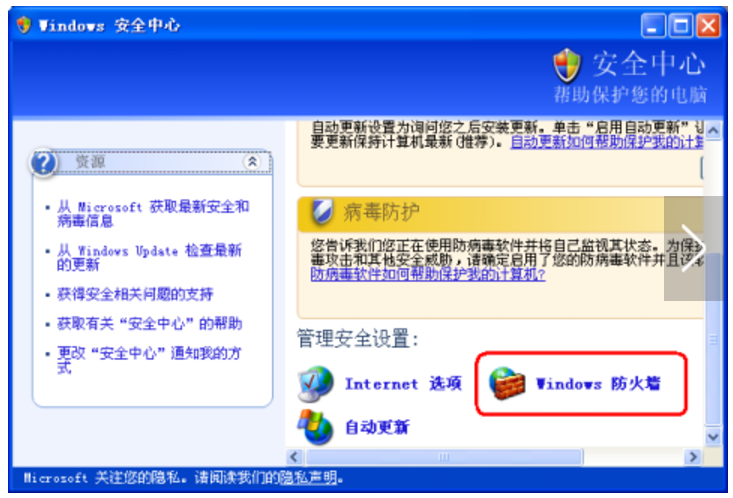 Windows 安全中心
安全中心
帮助保护您的电脑
资源
从 Microsoft 获取最新安全和
病毒信息
从 Windows Update 检查最新
的更新
获得安全相关问题的支持
获取有关“安全中心”的帮助
更改“安全中心”通知我的方
式
自动更新设置为询问您之后安装更新。单击“启用自动更新”
要更新保持计算机最新(推荐)。自动更新如何帮助保护我的计
病毒防护
您告诉我们您正在使用防病毒软件并将自己监视其状态。为保
毒攻击和其他安全威胁，请确定启用了您的防病毒软件并且该
防病毒软件如何帮助保护我的计算机?
管理安全设置:
Internet 选项
Windows 防火墙
自动更新
Microsoft 关注您的隐私。请阅读我们的隐私声明。